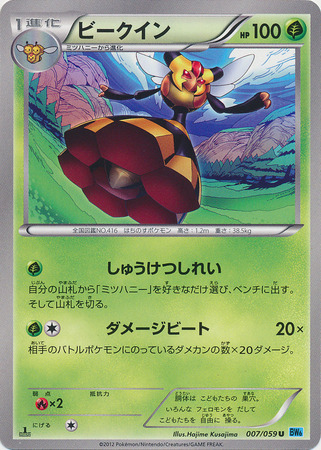 1進化
ビークイン
HP100
ミツハニーから進化
全国図鑑NO.416 はちのすポケモン 高さ:1.2m 重さ:38.5kg
しゅうけつしれい
自分の山札から「ミツハニー」を好きなだけ選び、ベンチに出す。
そして山札を切る。
ダメージビート 20×
相手のバトルポケモンにのっているダメカンの数×20ダメージ。
弱点 抵抗力
×2
にげる
胴体は こどもたちの 巣穴。
いろんな フェロモンを だして
こどもたちを 自由に 操る。
Illus.Hajime Kusajima
007/059 U
BW6
©2012 Pokémon/Nintendo/Creatures/GAME FREAK.